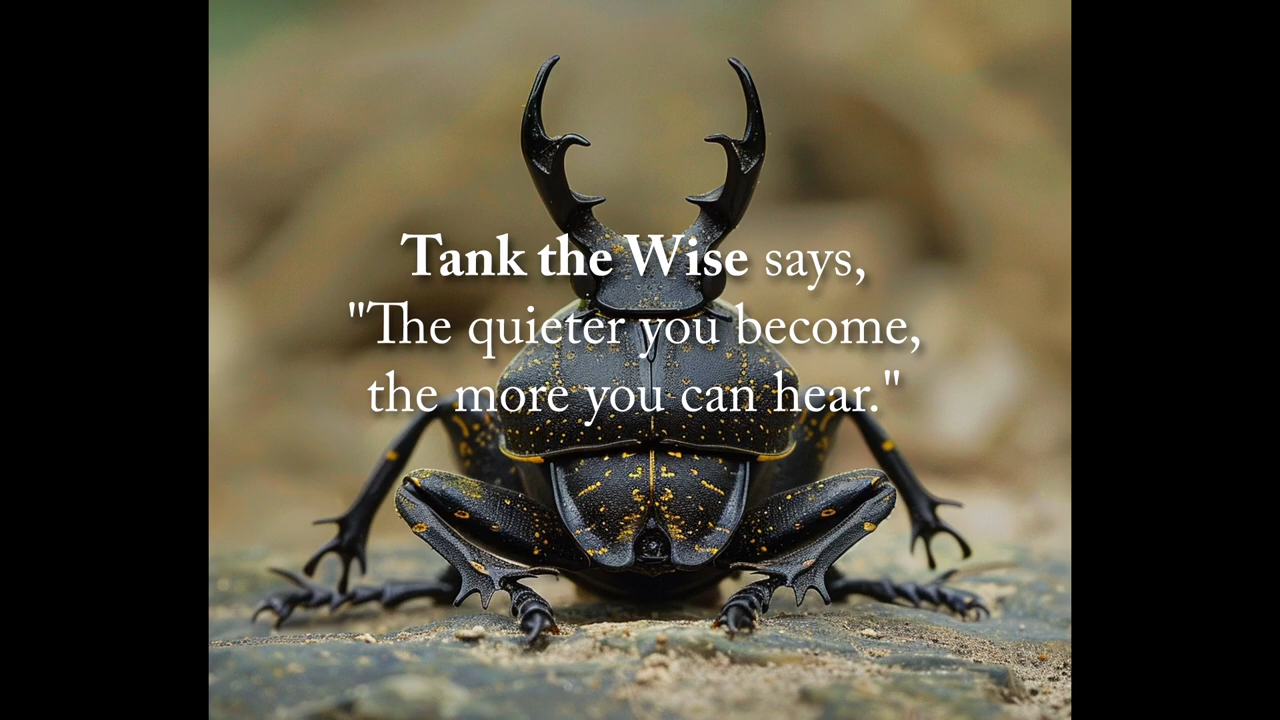 Tank the Wise says,
"The quieter you become,
the more you can hear."